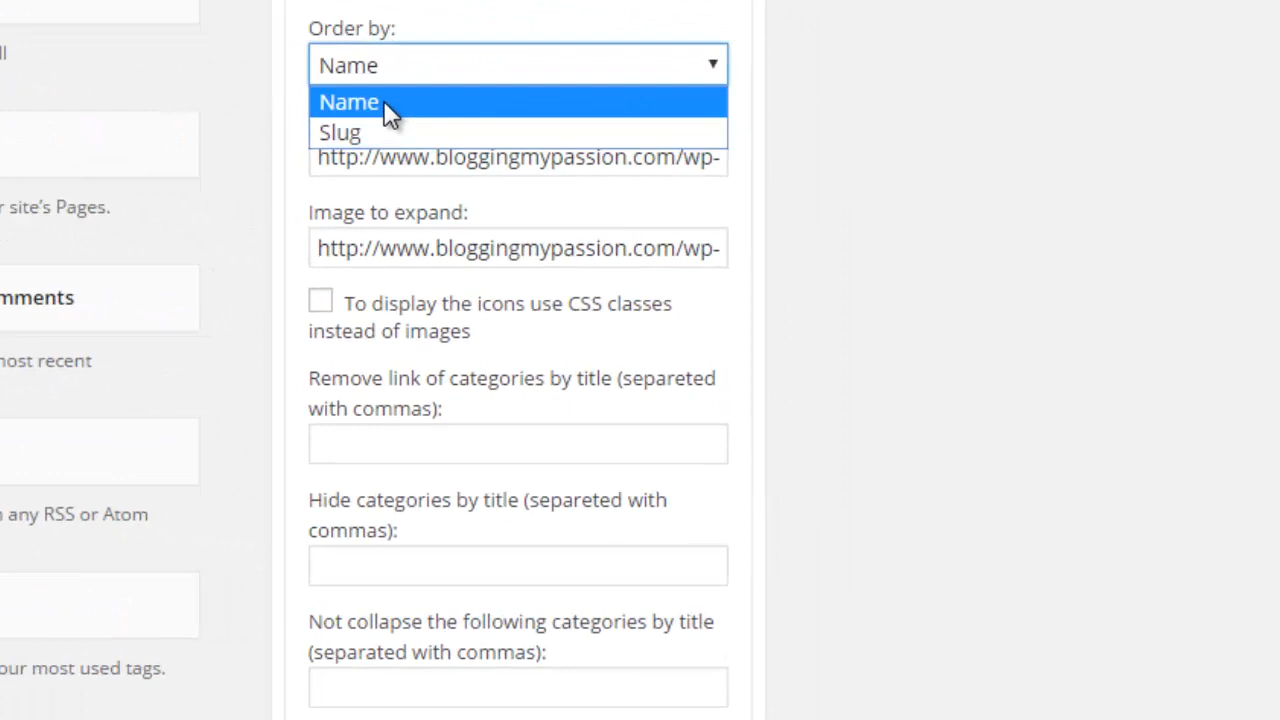 Order by:
Name
Name
Slug
http://www.bloggingmypassion.com/wp-
r site's Pages.
Image to expand:
http://www.bloggingmypassion.com/wp-
mments
To display the icons use CSS classes
instead of images
nost recent
Remove link of categories by title (separeted
with commas):
Hide categories by title (separeted with
commas):
n any RSS or Atom
Not collapse the following categories by title
(separated with commas):
our most used tags.